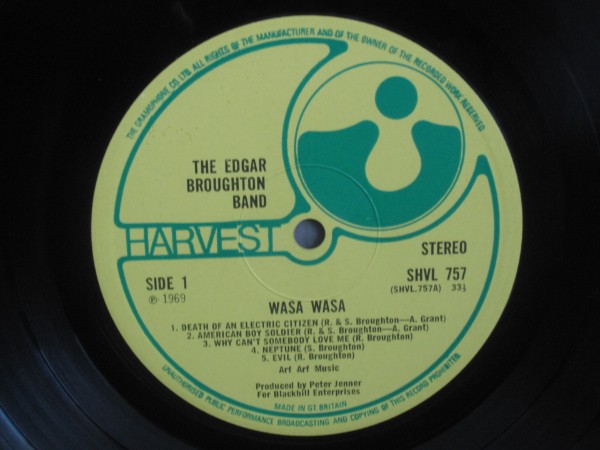 THE GRAMOPHONE CO. LTD. ALL RIGHTS OF THE MANUFACTURER AND OF THE OWNER OF THE RECORDED WORK RESERVED
THE EDGAR
BROUGHTON
BAND
HARVEST
STEREO
SIDE 1
SHVL 757
℗ 1969
(SHVL.757A) 33⅓
WASA WASA
1. DEATH OF AN ELECTRIC CITIZEN (R. & S. Broughton—A. Grant)
2. AMERICAN BOY SOLDIER (R. & S. Broughton—A. Grant)
3. WHY CAN'T SOMEBODY LOVE ME (R. Broughton)
4. NEPTUNE (S. Broughton)
5. EVIL (R. Broughton)
Arf Arf Music
Produced by Peter Jenner
For Blackhill Enterprises
MADE IN GT BRITAIN
UNAUTHORISED PUBLIC PERFORMANCE BROADCASTING AND COPYING OF THIS RECORD PROHIBITED